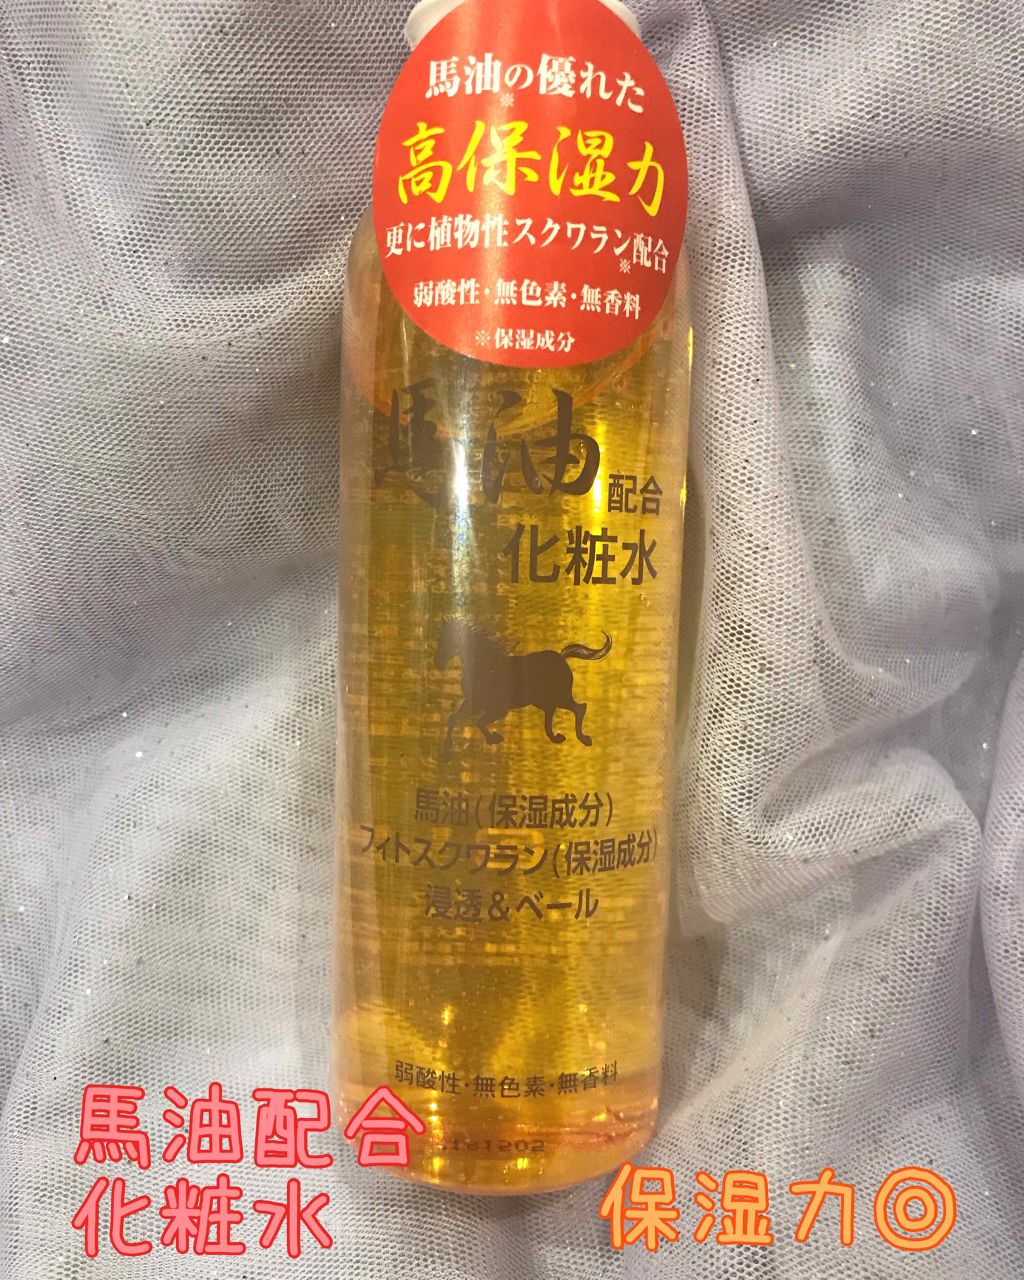 馬油の優れた
※
高保湿力
更に植物性スクワラン配合
※
弱酸性・無色素・無香料
※保湿成分
馬油
配合
化粧水
馬油(保湿成分)
フィトスクワラン(保湿成分)
浸透&ベール
弱酸性・無色素・無香料
馬油配合
化粧水
保湿力◎